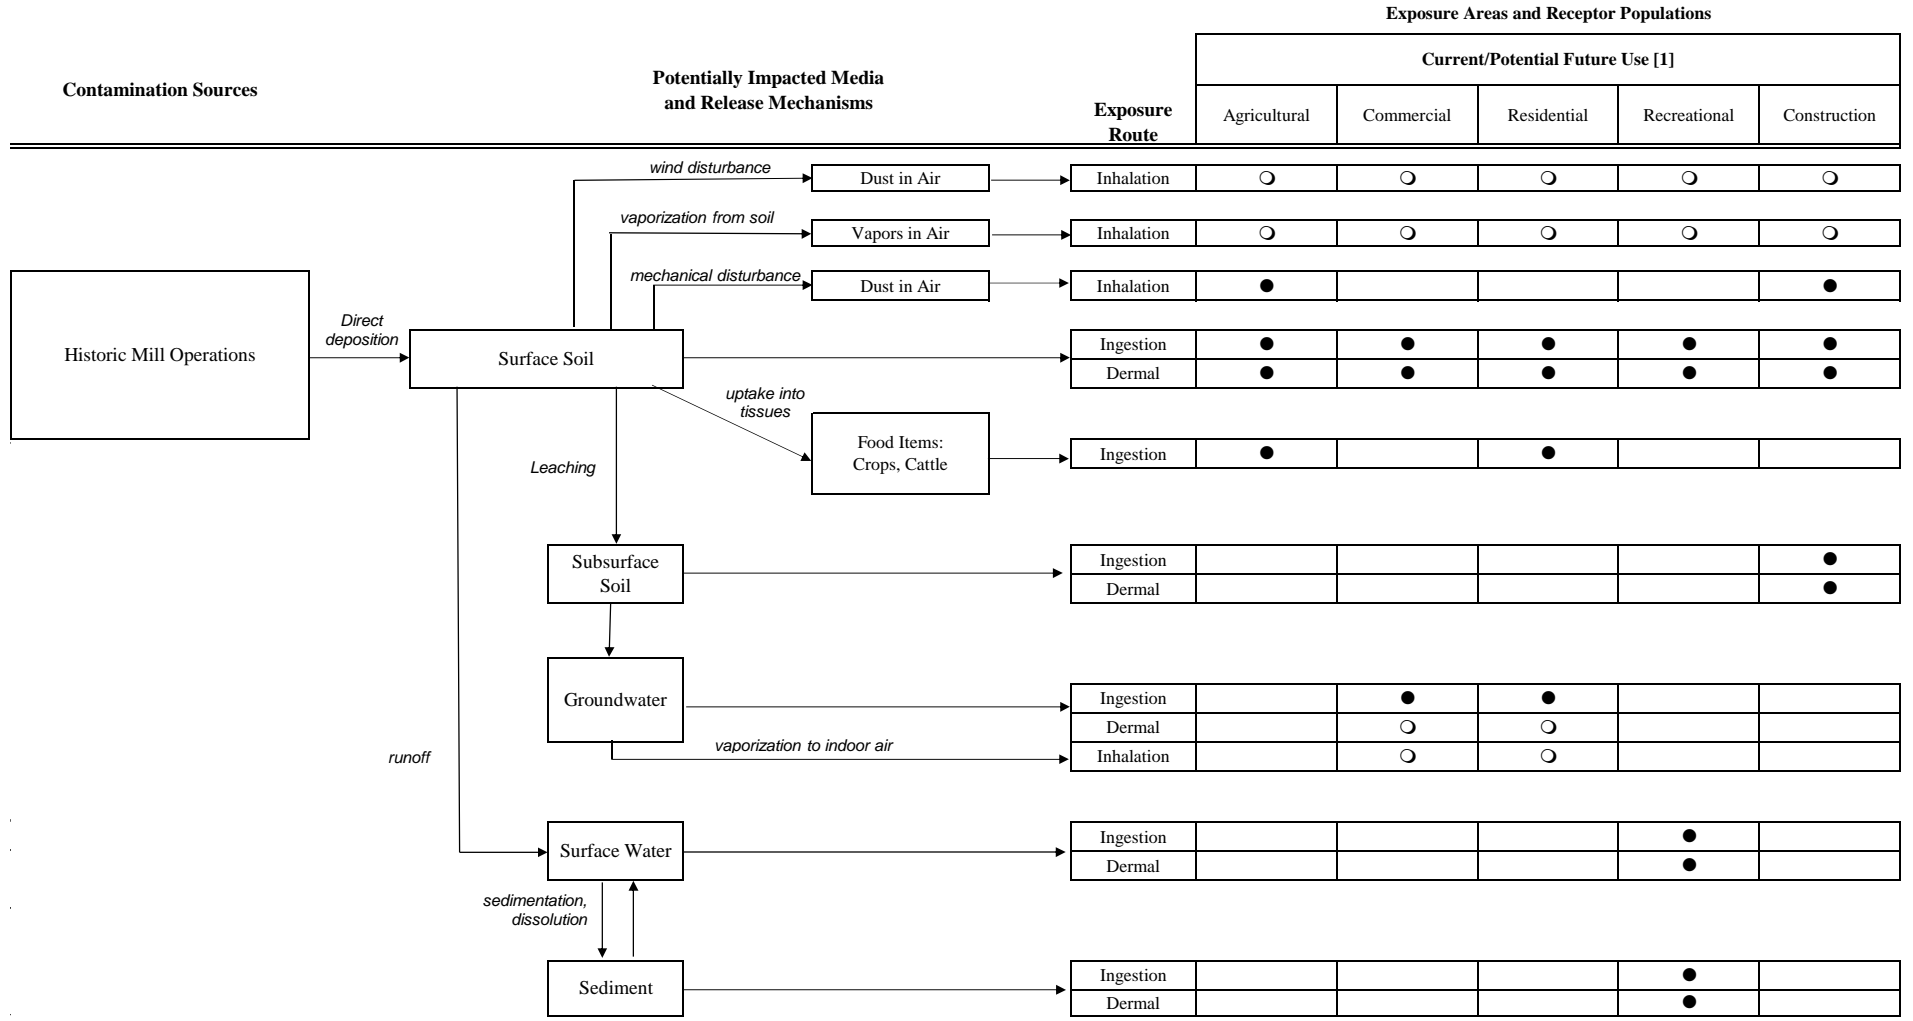 Exposure Areas and Receptor Populations
Current/Potential Future Use [1]
Contamination Sources
Potentially Impacted Media
and Release Mechanisms
Exposure
Route
Agricultural
Commercial
Residential
Recreational
Construction
wind disturbance
Dust in Air
Inhalation
vaporization from soil
Vapors in Air
Inhalation
mechanical disturbance
Dust in Air
Inhalation
Historic Mill Operations
Direct
deposition
Surface Soil
Ingestion
Dermal
uptake into
tissues
Food Items:
Crops, Cattle
Ingestion
Leaching
Subsurface
Soil
Ingestion
Dermal
Groundwater
Ingestion
Dermal
vaporization to indoor air
Inhalation
runoff
Surface Water
Ingestion
Dermal
sedimentation,
dissolution
Sediment
Ingestion
Dermal